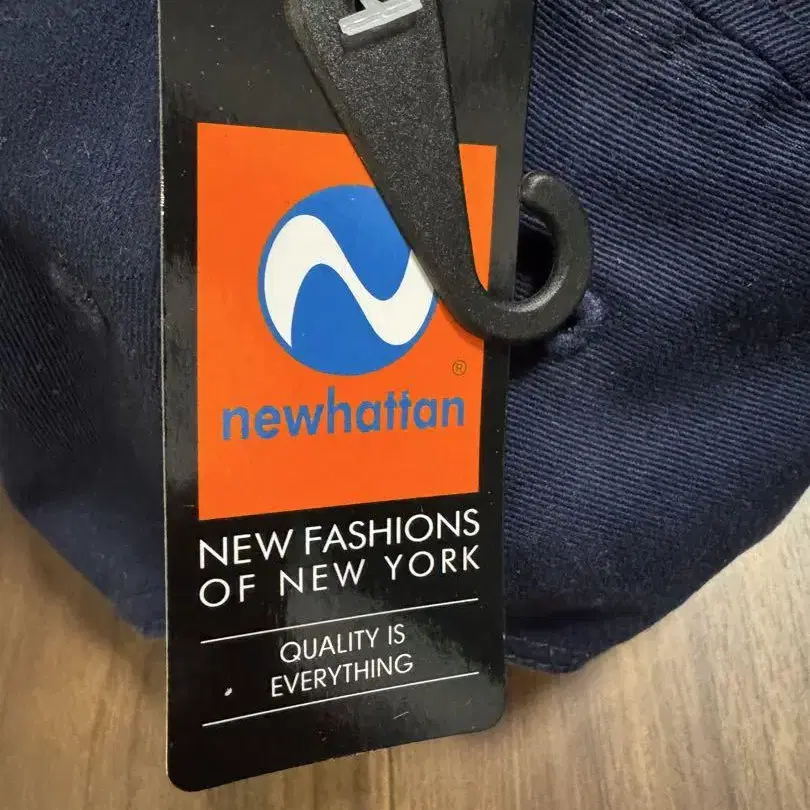 ®
newhattan
NEW FASHIONS
OF NEW YORK
QUALITY IS
EVERYTHING